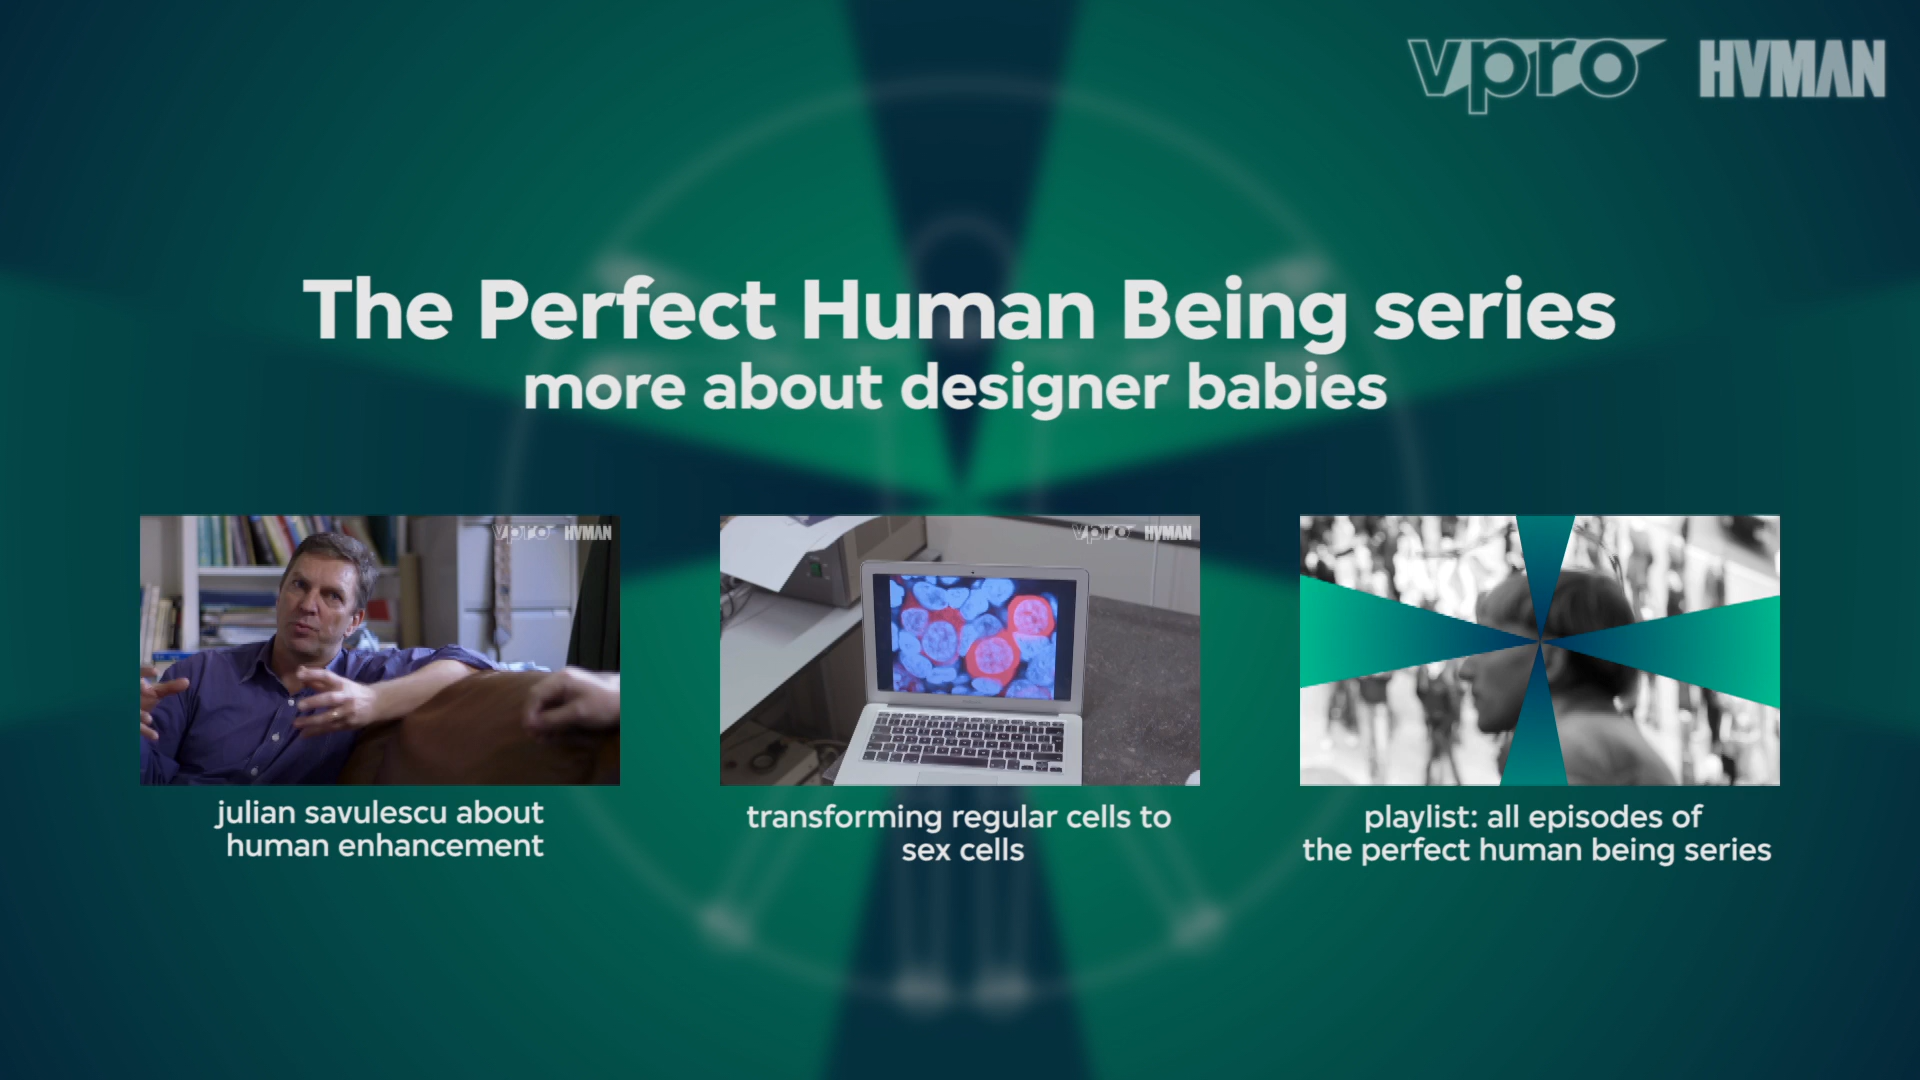 vpro HVMAN
The Perfect Human Being series
more about designer babies
vpro HVMAN
vpro HVMAN
julian savulescu about
human enhancement
transforming regular cells to
sex cells
playlist: all episodes of
the perfect human being series